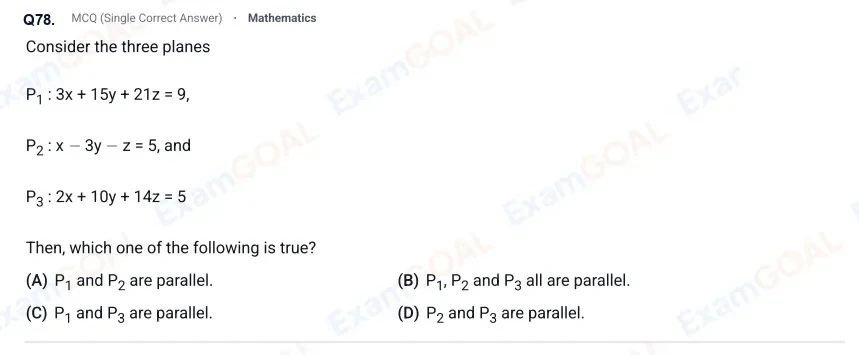 Q78. MCQ (Single Correct Answer) · Mathematics
Consider the three planes
P₁ : 3x + 15y + 21z = 9,
P₂ : x − 3y − z = 5, and
P₃ : 2x + 10y + 14z = 5
Then, which one of the following is true?
(A) P₁ and P₂ are parallel. (B) P₁, P₂ and P₃ all are parallel.
(C) P₁ and P₃ are parallel. (D) P₂ and P₃ are parallel.